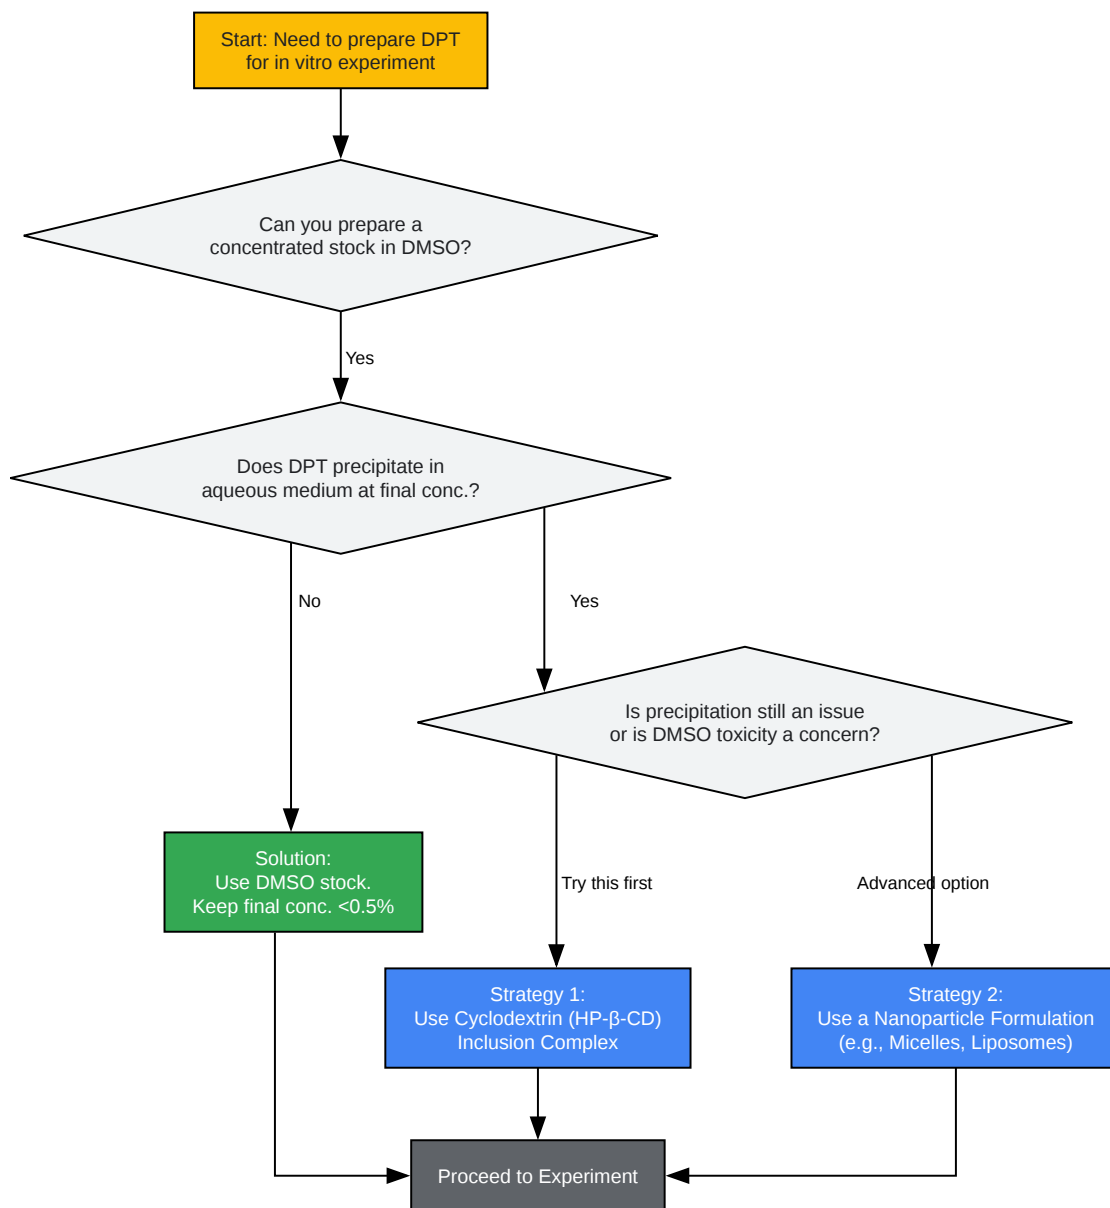 Start: Need to prepare DPT
for in vitro experiment
Can you prepare a
concentrated stock in DMSO?
Yes
Does DPT precipitate in
aqueous medium at final conc.?
No
Yes
Is precipitation still an issue
or is DMSO toxicity a concern?
Solution:
Use DMSO stock.
Keep final conc. <0.5%
Try this first
Advanced option
Strategy 1:
Use Cyclodextrin (HP-β-CD)
Inclusion Complex
Strategy 2:
Use a Nanoparticle Formulation
(e.g., Micelles, Liposomes)
Proceed to Experiment